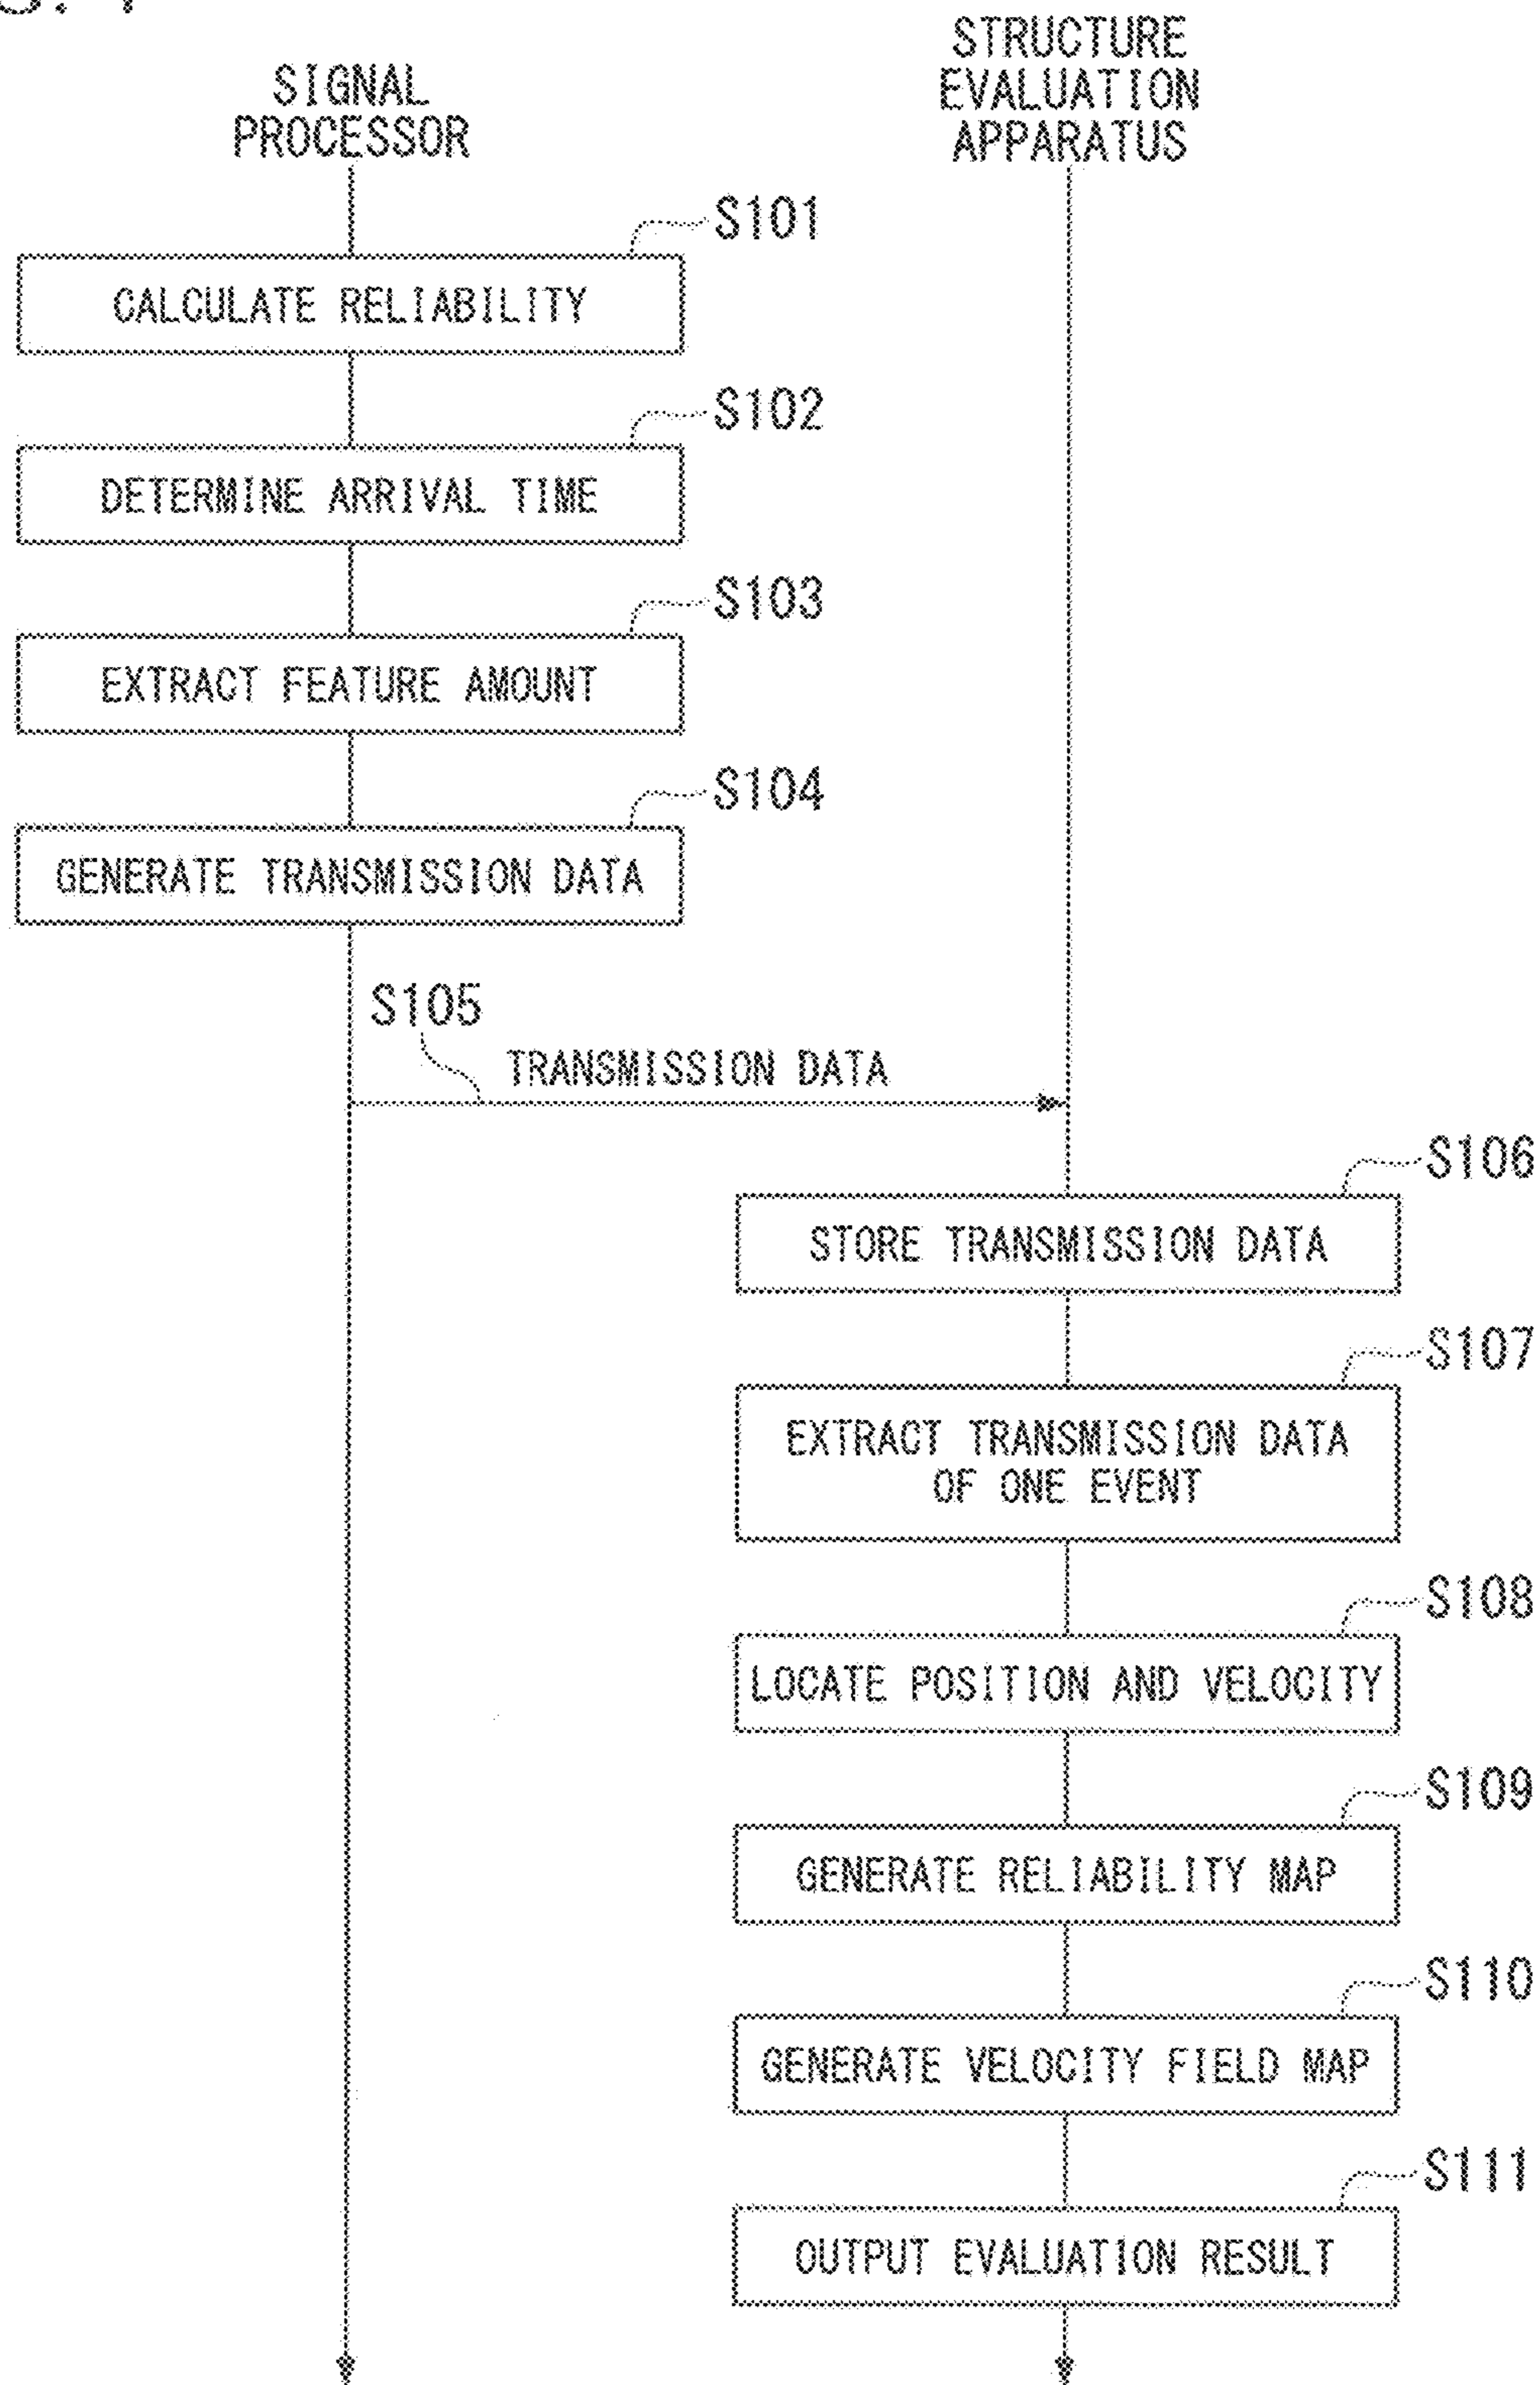 SIGNAL
PROCESSOR
STRUCTURE
EVALUATION
APPARATUS
S101
CALCULATE RELIABILITY
S102
DETERMINE ARRIVAL TIME
S103
EXTRACT FEATURE AMOUNT
S104
GENERATE TRANSMISSION DATA
S105
TRANSMISSION DATA
S106
STORE TRANSMISSION DATA
S107
EXTRACT TRANSMISSION DATA
OF ONE EVENT
S108
LOCATE POSITION AND VELOCITY
S109
GENERATE RELIABILITY MAP
S110
GENERATE VELOCITY FIELD MAP
S111
OUTPUT EVALUATION RESULT